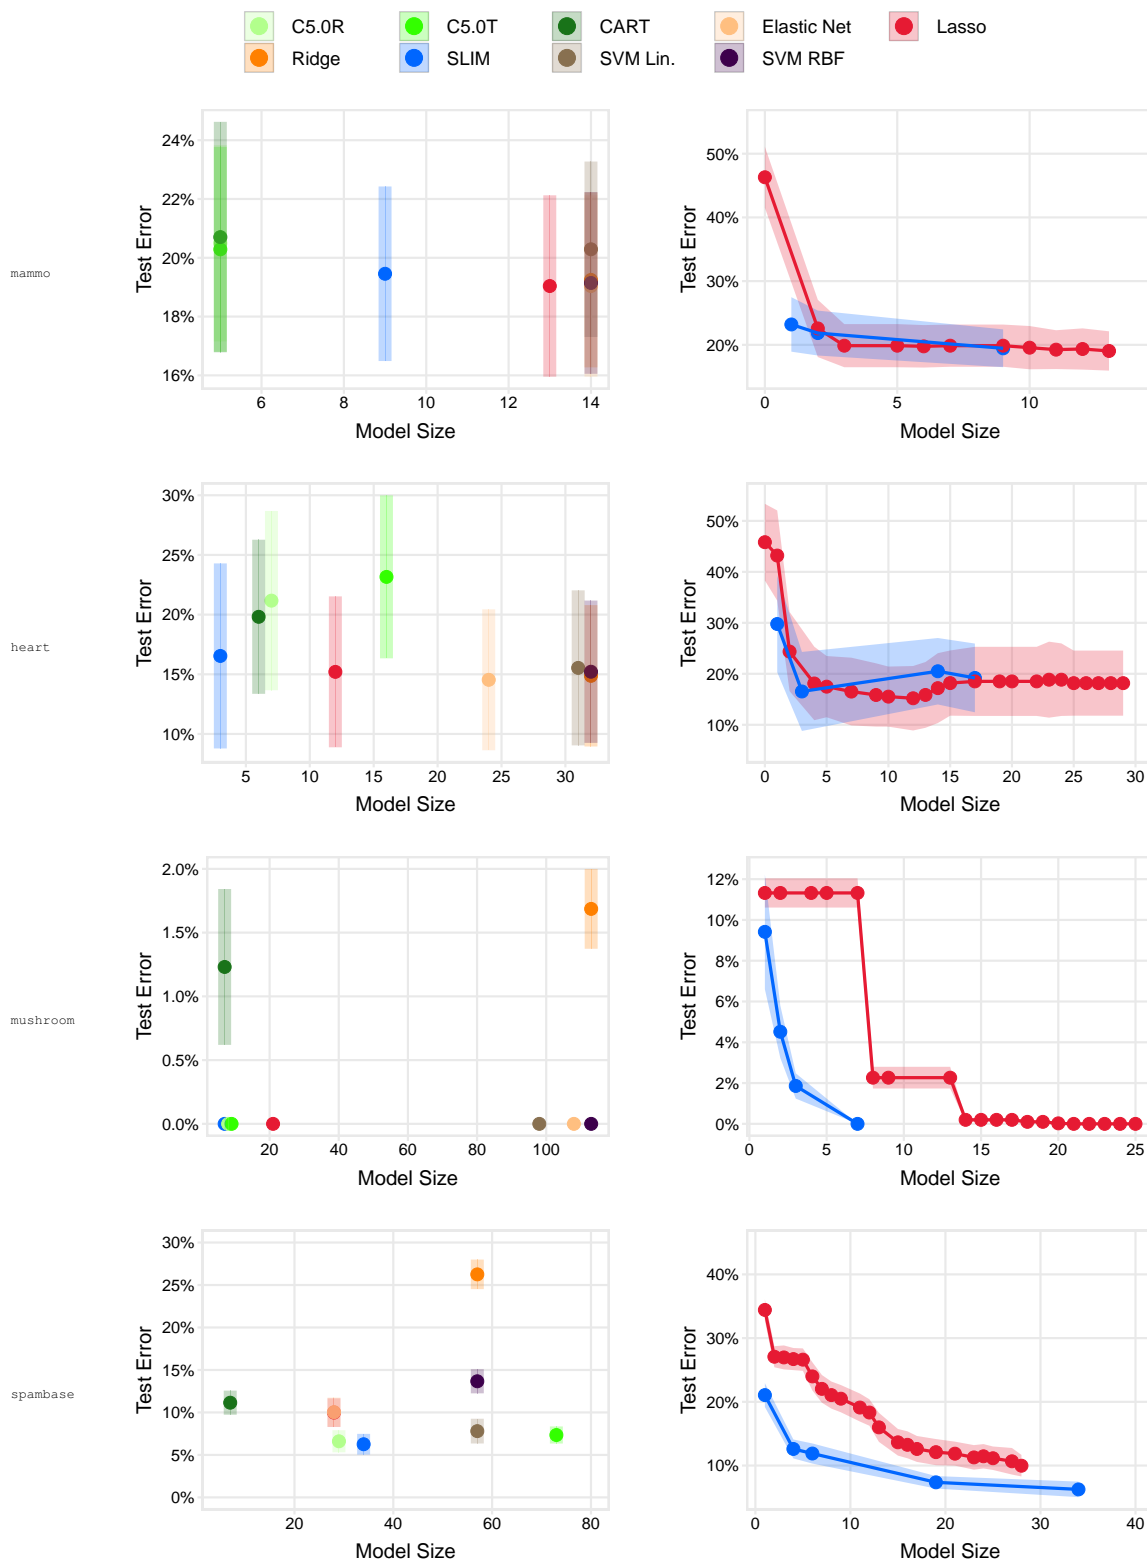 C5.0R C5.0T CART Elastic Net Lasso
Ridge SLIM SVM Lin. SVM RBF
mammo
Test Error
24%
22%
20%
18%
16%
6 8 10 12 14
Model Size
Test Error
50%
40%
30%
20%
0 5 10
Model Size
heart
Test Error
30%
25%
20%
15%
10%
5 10 15 20 25 30
Model Size
Test Error
50%
40%
30%
20%
10%
0 5 10 15 20 25 30
Model Size
mushroom
Test Error
2.0%
1.5%
1.0%
0.5%
0.0%
20 40 60 80 100
Model Size
Test Error
12%
10%
8%
6%
4%
2%
0%
0 5 10 15 20 25
Model Size
spambase
Test Error
30%
25%
20%
15%
10%
5%
0%
20 40 60 80
Model Size
Test Error
40%
30%
20%
10%
0 10 20 30 40
Model Size